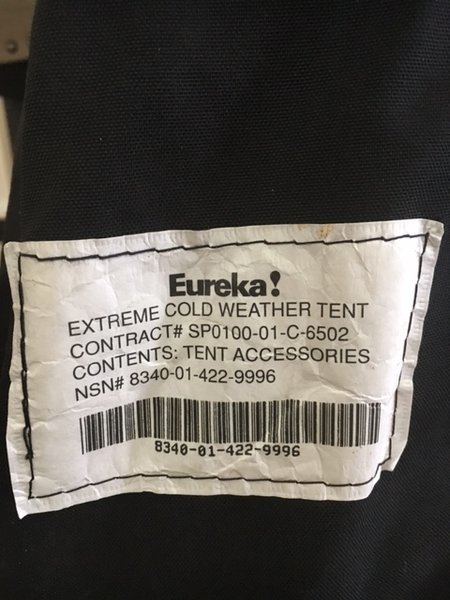 Eureka!
EXTREME COLD WEATHER TENT
CONTRACT# SP0100-01-C-6502
CONTENTS: TENT ACCESSORIES
NSN# 8340-01-422-9996
8340-01-422-9996